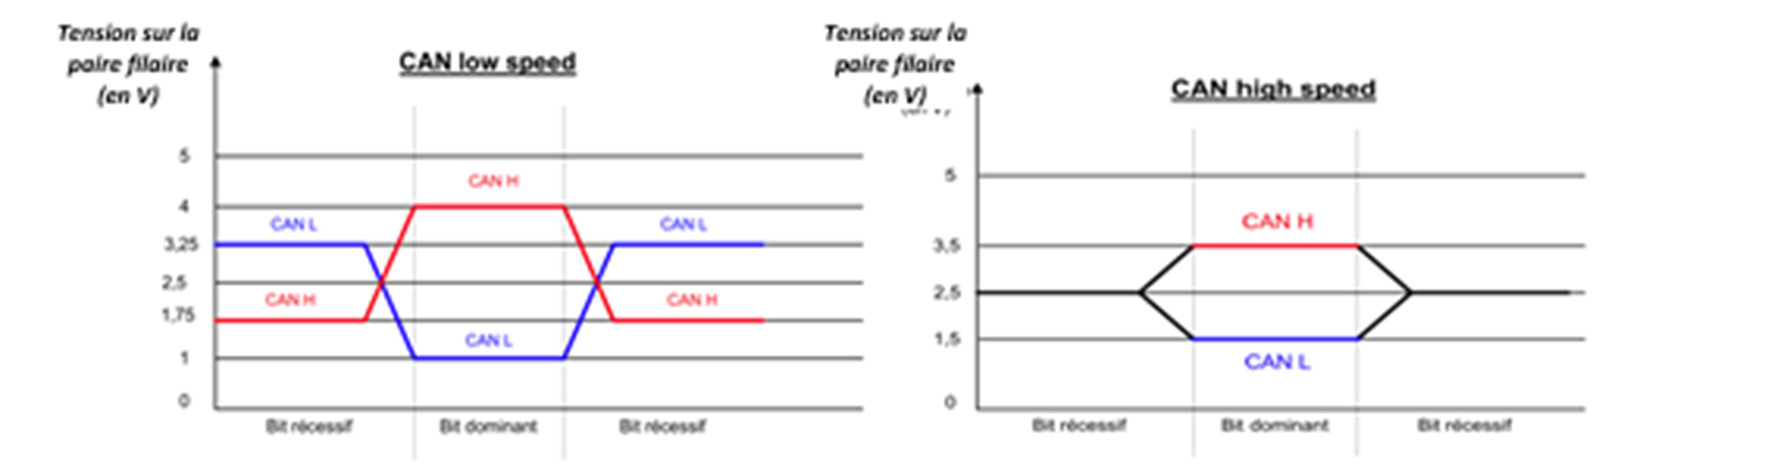 Tension sur la
paire filaire
(en V)
CAN low speed
5
CAN H
4
CAN L
CAN L
3,25
2,5
CAN H
CAN H
1,75
CAN L
1
0
Bit récessif
Bit dominant
Bit récessif
Tension sur la
paire filaire
(en V)
CAN high speed
5
CAN H
3,5
2,5
1,5
CAN L
0
Bit récessif
Bit dominant
Bit récessif